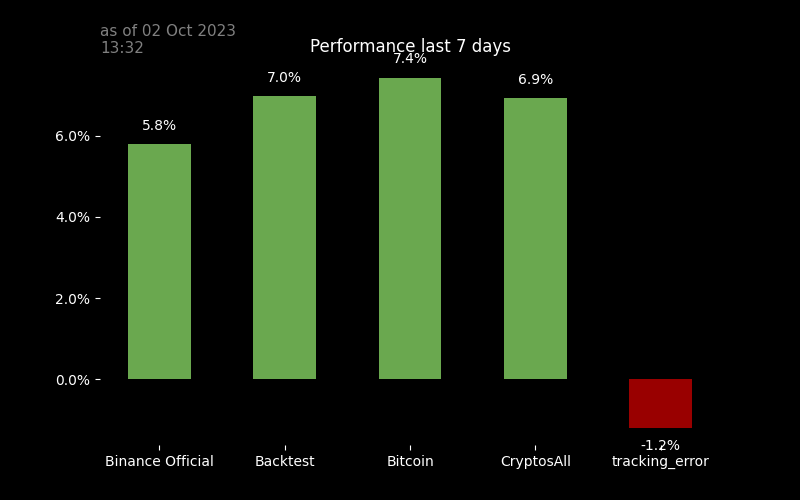 as of 02 Oct 2023
13:32
Performance last 7 days
5.8%
7.0%
7.4%
6.9%
-1.2%
6.0%
4.0%
2.0%
0.0%
Binance Official
Backtest
Bitcoin
CryptosAll
tracking_error